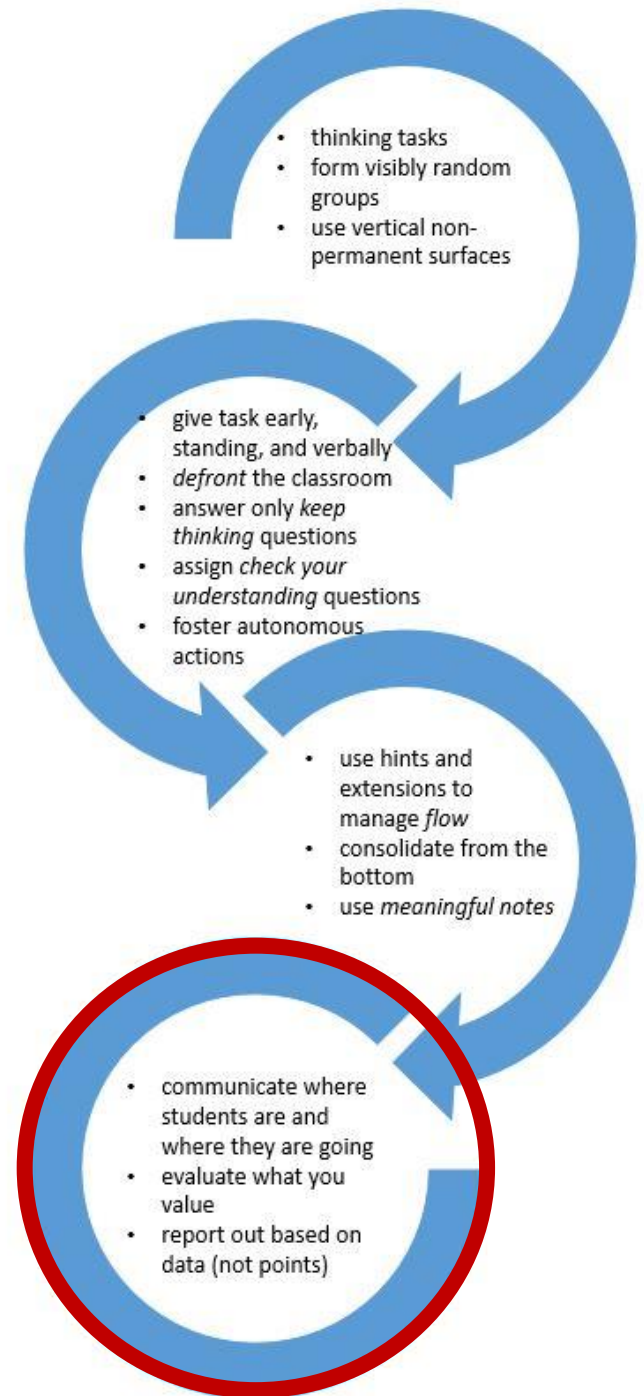 • thinking tasks
• form visibly random
groups
• use vertical non-
permanent surfaces
• give task early,
standing, and verbally
• defront the classroom
• answer only keep
thinking questions
• assign check your
understanding questions
• foster autonomous
actions
• use hints and
extensions to
manage flow
• consolidate from the
bottom
• use meaningful notes
• communicate where
students are and
where they are going
• evaluate what you
value
• report out based on
data (not points)